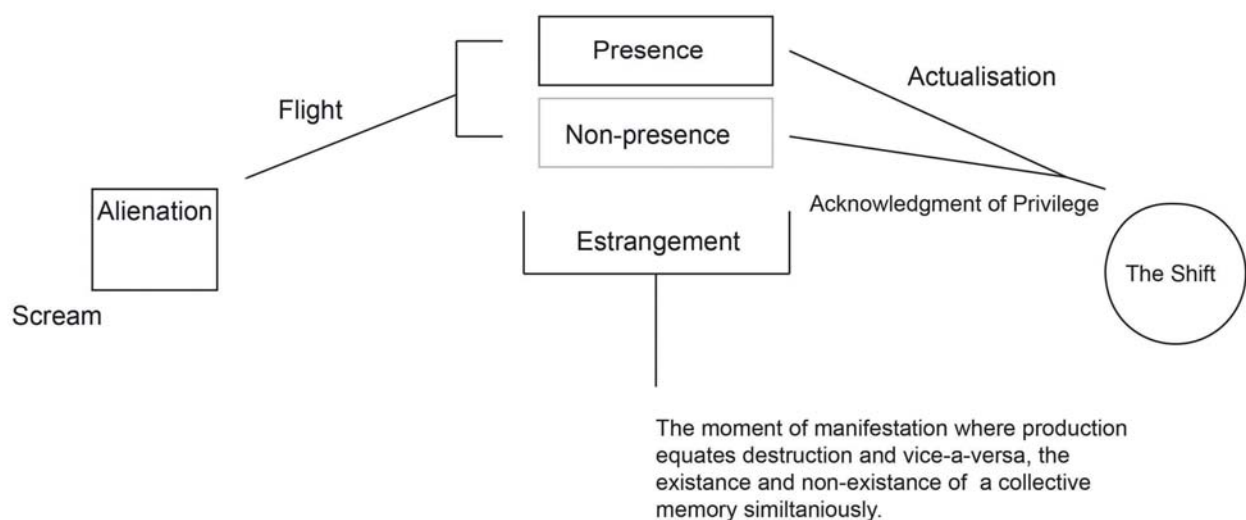 Presence
Actualisation
Flight
Non-presence
Alienation
Acknowledgment of Privilege
Estrangement
The Shift
Scream
The moment of manifestation where production
equates destruction and vice-a-versa, the
existance and non-existance of a collective
memory similtaniously.